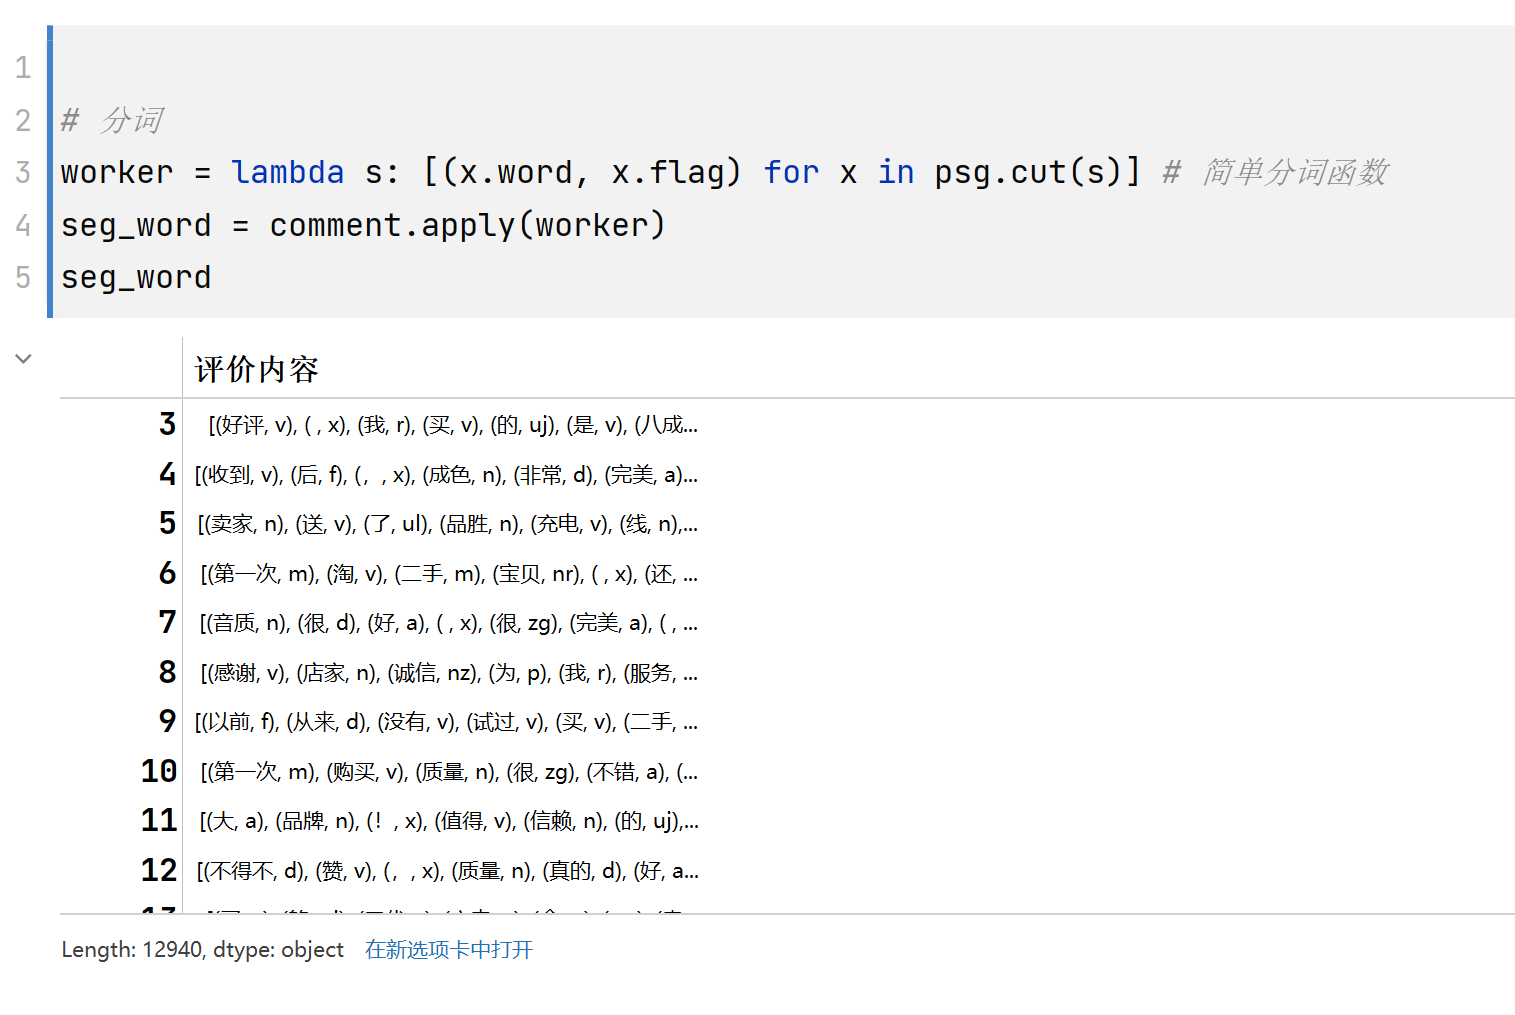 1
2 # 分词
3 worker = lambda s: [(x.word, x.flag) for x in psg.cut(s)] # 简单分词函数
4 seg_word = comment.apply(worker)
5 seg_word
评价内容
3 [(好评, v), ( , x), (我, r), (买, v), (的, uj), (是, v), (八成...
4 [(收到, v), (后, f), (，, x), (成色, n), (非常, d), (完美, a)...
5 [(卖家, n), (送, v), (了, ul), (品胜, n), (充电, v), (线, n),...
6 [(第一次, m), (淘, v), (二手, m), (宝贝, nr), ( , x), (还, ...
7 [(音质, n), (很, d), (好, a), ( , x), (很, zg), (完美, a), ( , ...
8 [(感谢, v), (店家, n), (诚信, nz), (为, p), (我, r), (服务, ...
9 [(以前, f), (从来, d), (没有, v), (试过, v), (买, v), (二手, ...
10 [(第一次, m), (购买, v), (质量, n), (很, zg), (不错, a), (...
11 [(大, a), (品牌, n), (！, x), (值得, v), (信赖, n), (的, uj),...
12 [(不得不, d), (赞, v), (，, x), (质量, n), (真的, d), (好, a...
Length: 12940, dtype: object 在新选项卡中打开